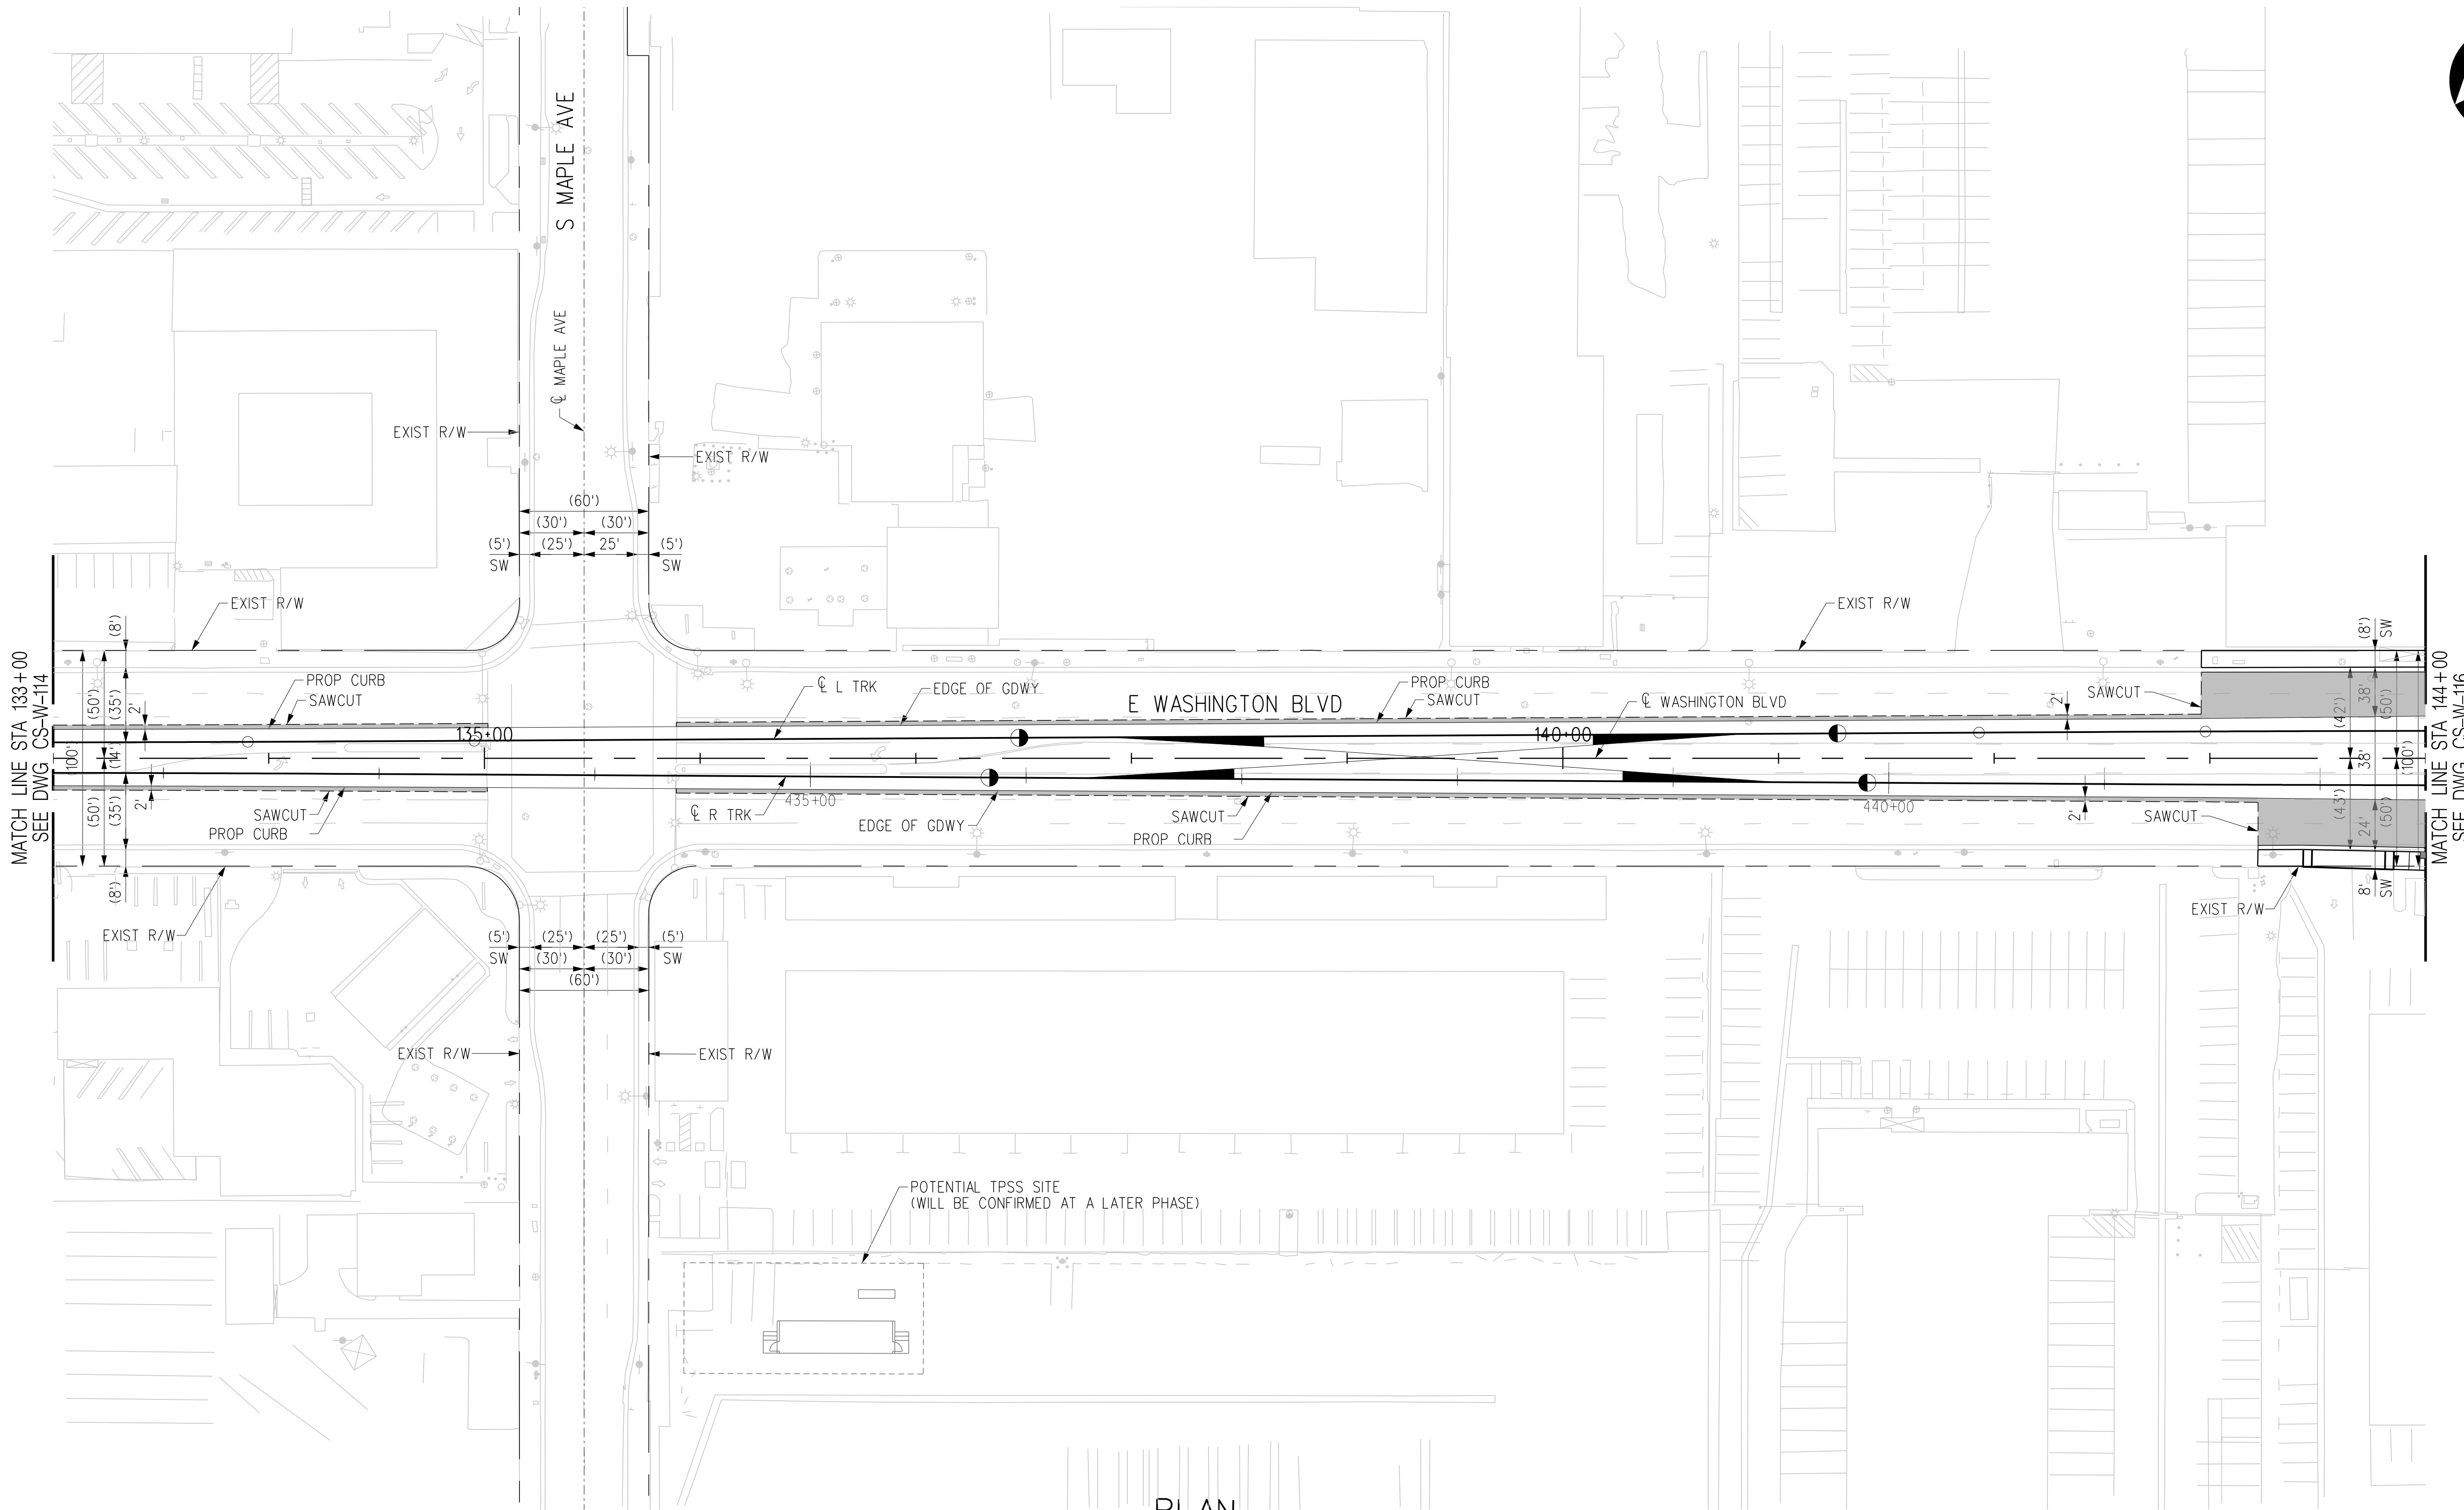 S MAPLE AVE
℄ MAPLE AVE
EXIST R/W
EXIST R/W
(60')
(30') (30')
(5') (25') 25' (5')
SW SW
EXIST R/W
EXIST R/W
MATCH LINE STA 133+00
SEE DWG CS-W-114
(8')
(50') (35') 2'
(100') (14')
(50') (35') 2'
(8')
PROP CURB
SAWCUT
135+00
℄ L TRK
EDGE OF GDWY
E WASHINGTON BLVD
PROP CURB
SAWCUT
℄ WASHINGTON BLVD
140+00
2'
SAWCUT
(8')
SW
(42') 38' (50')
38' (100')
(43') 24' (50')
8'
SW
MATCH LINE STA 144+00
SEE DWG CS-W-116
SAWCUT
PROP CURB
℄ R TRK
435+00
EDGE OF GDWY
SAWCUT
PROP CURB
440+00
2'
SAWCUT
EXIST R/W
EXIST R/W
(5') (25') (25') (5')
SW (30') (30') SW
(60')
EXIST R/W
EXIST R/W
POTENTIAL TPSS SITE
(WILL BE CONFIRMED AT A LATER PHASE)
PLAN